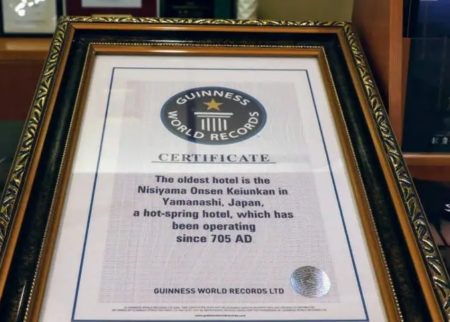 GUINNESS
WORLD RECORDS
CERTIFICATE
The oldest hotel is the
Nisiyama Onsen Keiunkan in
Yamanashi, Japan,
a hot-spring hotel, which has
been operating
since 705 AD
GUINNESS WORLD RECORDS LTD